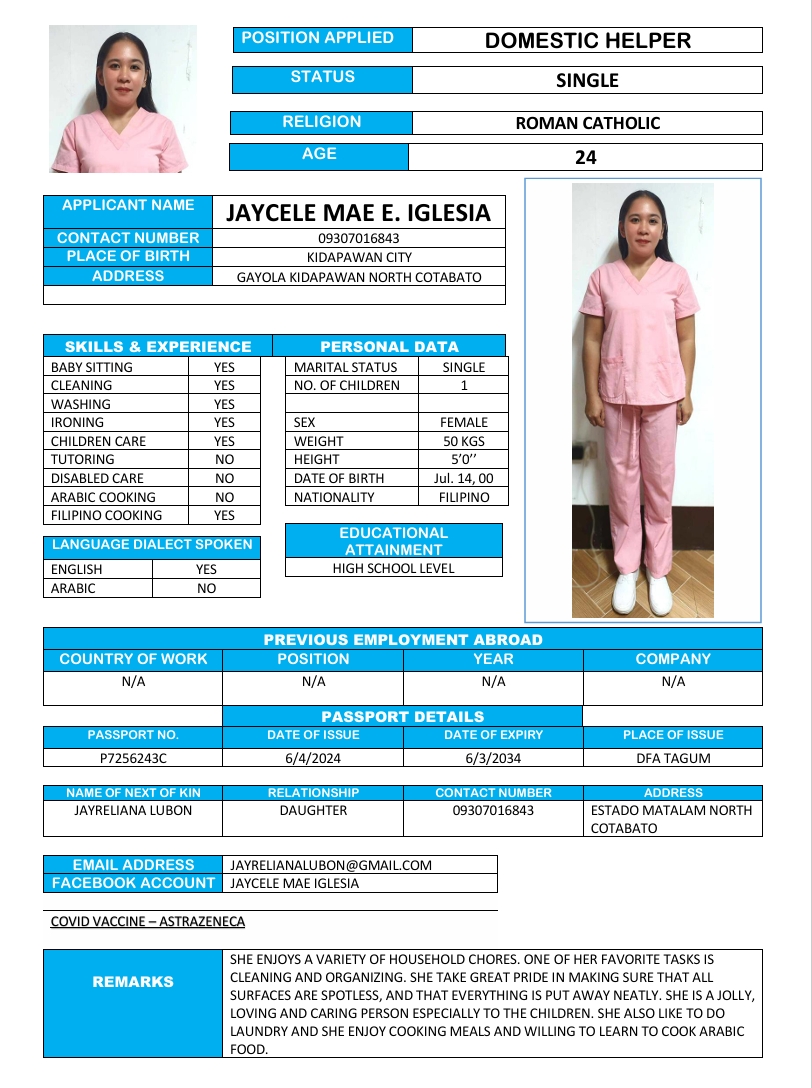 POSITION APPLIED DOMESTIC HELPER
STATUS SINGLE
RELIGION ROMAN CATHOLIC
AGE 24
APPLICANT NAME JAYCELE MAE E. IGLESIA
CONTACT NUMBER 09307016843
PLACE OF BIRTH KIDAPAWAN CITY
ADDRESS GAYOLA KIDAPAWAN NORTH COTABATO
SKILLS & EXPERIENCE
BABY SITTING YES
CLEANING YES
WASHING YES
IRONING YES
CHILDREN CARE YES
TUTORING NO
DISABLED CARE NO
ARABIC COOKING NO
FILIPINO COOKING YES
LANGUAGE DIALECT SPOKEN
ENGLISH YES
ARABIC NO
PERSONAL DATA
MARITAL STATUS SINGLE
NO. OF CHILDREN 1
SEX FEMALE
WEIGHT 50 KGS
HEIGHT 5’0’’
DATE OF BIRTH Jul. 14, 00
NATIONALITY FILIPINO
EDUCATIONAL
ATTAINMENT
HIGH SCHOOL LEVEL
PREVIOUS EMPLOYMENT ABROAD
COUNTRY OF WORK POSITION YEAR COMPANY
N/A N/A N/A N/A
PASSPORT DETAILS
PASSPORT NO. DATE OF ISSUE DATE OF EXPIRY PLACE OF ISSUE
P7256243C 6/4/2024 6/3/2034 DFA TAGUM
NAME OF NEXT OF KIN RELATIONSHIP CONTACT NUMBER ADDRESS
JAYRELIANA LUBON DAUGHTER 09307016843 ESTADO MATALAM NORTH
COTABATO
EMAIL ADDRESS JAYRELIANALUBON@GMAIL.COM
FACEBOOK ACCOUNT JAYCELE MAE IGLESIA
COVID VACCINE – ASTRAZENECA
REMARKS
SHE ENJOYS A VARIETY OF HOUSEHOLD CHORES. ONE OF HER FAVORITE TASKS IS
CLEANING AND ORGANIZING. SHE TAKE GREAT PRIDE IN MAKING SURE THAT ALL
SURFACES ARE SPOTLESS, AND THAT EVERYTHING IS PUT AWAY NEATLY. SHE IS A JOLLY,
LOVING AND CARING PERSON ESPECIALLY TO THE CHILDREN. SHE ALSO LIKE TO DO
LAUNDRY AND SHE ENJOY COOKING MEALS AND WILLING TO LEARN TO COOK ARABIC
FOOD.